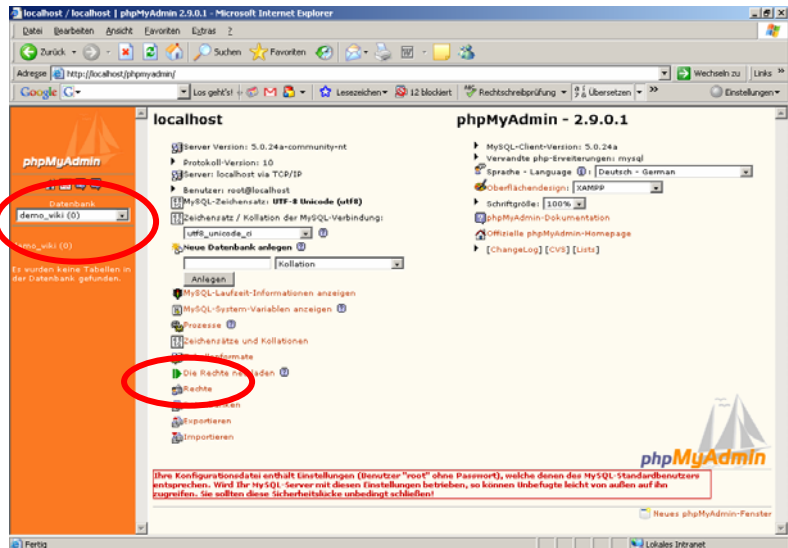 localhost / localhost | phpMyAdmin 2.9.0.1 - Microsoft Internet Explorer
Datei Bearbeiten Ansicht Favoriten Extras ?
Zurück Suchen Favoriten
Adresse http://localhost/phpmyadmin/ Wechseln zu Links »
Google G Los geht's! Lesezeichen 12 blockiert Rechtschreibprüfung Übersetzen » Einstellungen
phpMyAdmin
Datenbank
demo_wiki (0)
demo_wiki (0)
Es wurden keine Tabellen in
der Datenbank gefunden.
localhost
Server Version: 5.0.24a-community-nt
Protokoll-Version: 10
Server: localhost via TCP/IP
Benutzer: root@localhost
MySQL-Zeichensatz: UTF-8 Unicode (utf8)
Zeichensatz / Kollation der MySQL-Verbindung:
utf8_unicode_ci
Neue Datenbank anlegen
Kollation
Anlegen
MySQL-Laufzeit-Informationen anzeigen
MySQL-System-Variablen anzeigen
Prozesse
Zeichensätze und Kollationen
Die Rechte neu laden
Rechte
Exportieren
Importieren
phpMyAdmin - 2.9.0.1
MySQL-Client-Version: 5.0.24a
Verwendte php-Erweiterungen: mysql
Sprache - Language : Deutsch - German
Oberflächendesign: XAMPP
Schriftgröße: 100%
phpMyAdmin-Dokumentation
Offizielle phpMyAdmin-Homepage
[ChangeLog] [CVS] [Lists]
phpMyAdmin
Ihre Konfigurationsdatei enthält Einstellungen (Benutzer "root" ohne Passwort), welche denen des MySQL-Standardbenutzers
entsprechen. Wird Ihr MySQL-Server mit diesen Einstellungen betrieben, so können Unbefugte leicht von außen auf ihn
zugreifen. Sie sollten diese Sicherheitslücke unbedingt schließen!
Neues phpMyAdmin-Fenster
Fertig Lokales Intranet